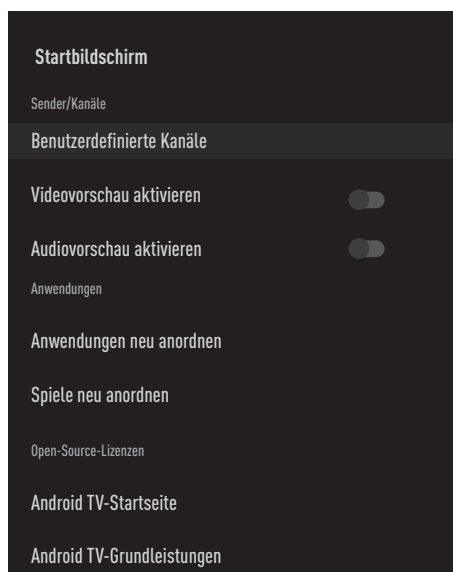 Startbildschirm
Sender/Kanäle
Benutzerdefinierte Kanäle
Videovorschau aktivieren
Audiovorschau aktivieren
Anwendungen
Anwendungen neu anordnen
Spiele neu anordnen
Open-Source-Lizenzen
Android TV-Startseite
Android TV-Grundleistungen